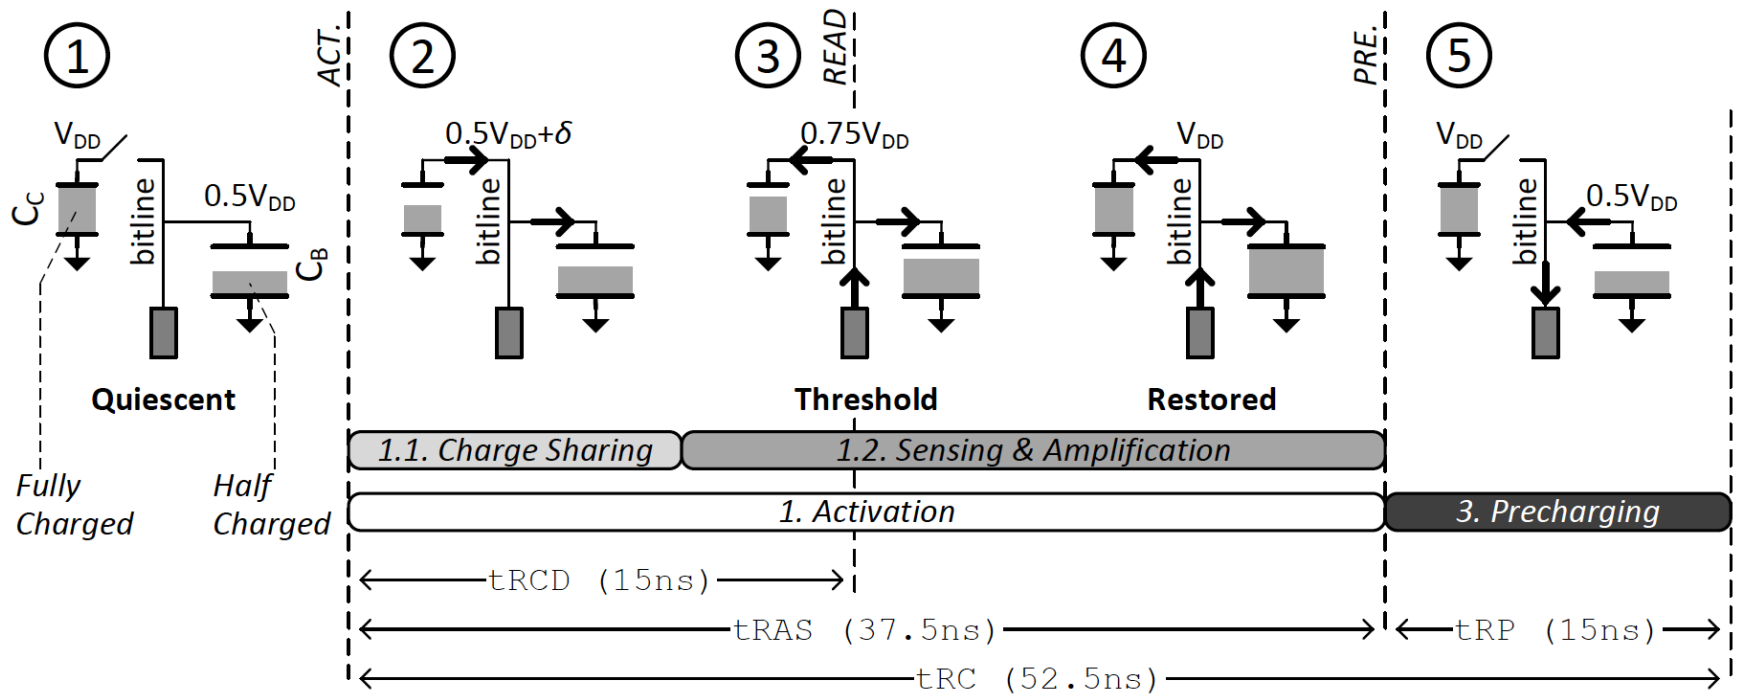 1
ACT.
2
3
READ
4
PRE.
5
VDD
0.5VDD+δ
0.75VDD
VDD
VDD
CC
bitline
0.5VDD
CB
bitline
bitline
bitline
bitline
0.5VDD
Quiescent
Threshold
Restored
1.1. Charge Sharing
1.2. Sensing & Amplification
Fully
Charged
Half
Charged
1. Activation
3. Precharging
tRCD (15ns)
tRAS (37.5ns)
tRP (15ns)
tRC (52.5ns)